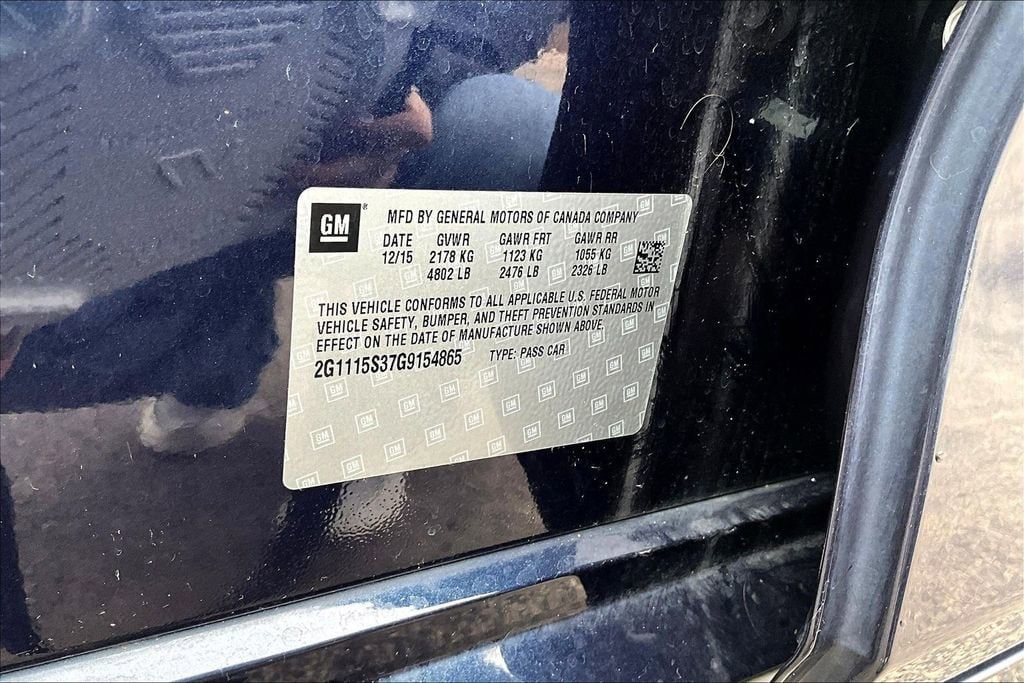 GM ® MFD BY GENERAL MOTORS OF CANADA COMPANY
DATE GVWR GAWR FRT GAWR RR
12/15 2178 KG 1123 KG 1055 KG
4802 LB 2476 LB 2326 LB
THIS VEHICLE CONFORMS TO ALL APPLICABLE U.S. FEDERAL MOTOR
VEHICLE SAFETY, BUMPER, AND THEFT PREVENTION STANDARDS IN
EFFECT ON THE DATE OF MANUFACTURE SHOWN ABOVE.
2G1115S37G9154865 TYPE: PASS CAR